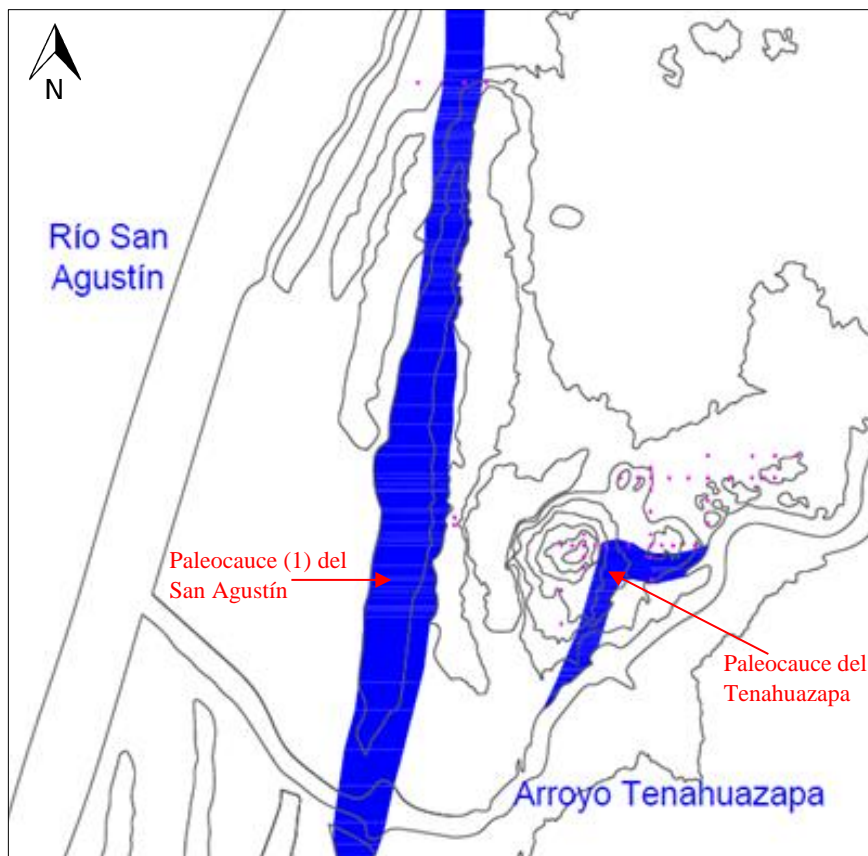 N
Río San
Agustín
Paleocauce (1) del
San Agustín
Paleocauce del
Tenahuazapa
Arroyo Tenahuazapa